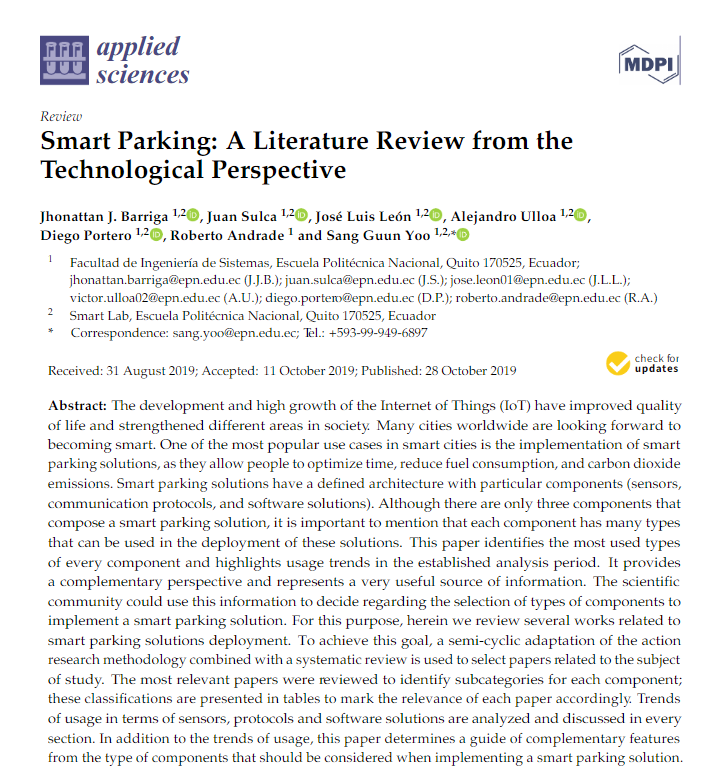 applied
sciences
MDPI
Review
Smart Parking: A Literature Review from the
Technological Perspective
Jhonattan J. Barriga 1,2 iD, Juan Sulca 1,2 iD, José Luis León 1,2 iD, Alejandro Ulloa 1,2 iD,
Diego Portero 1,2 iD, Roberto Andrade 1 and Sang Guun Yoo 1,2,* iD
1 Facultad de Ingeniería de Sistemas, Escuela Politécnica Nacional, Quito 170525, Ecuador;
jhonattan.barriga@epn.edu.ec (J.J.B.); juan.sulca@epn.edu.ec (J.S.); jose.leon01@epn.edu.ec (J.L.L.);
victor.ulloa02@epn.edu.ec (A.U.); diego.portero@epn.edu.ec (D.P.); roberto.andrade@epn.edu.ec (R.A.)
2 Smart Lab, Escuela Politécnica Nacional, Quito 170525, Ecuador
* Correspondence: sang.yoo@epn.edu.ec; Tel.: +593-99-949-6897
check for
updates
Received: 31 August 2019; Accepted: 11 October 2019; Published: 28 October 2019
Abstract: The development and high growth of the Internet of Things (IoT) have improved quality
of life and strengthened different areas in society. Many cities worldwide are looking forward to
becoming smart. One of the most popular use cases in smart cities is the implementation of smart
parking solutions, as they allow people to optimize time, reduce fuel consumption, and carbon dioxide
emissions. Smart parking solutions have a defined architecture with particular components (sensors,
communication protocols, and software solutions). Although there are only three components that
compose a smart parking solution, it is important to mention that each component has many types
that can be used in the deployment of these solutions. This paper identifies the most used types
of every component and highlights usage trends in the established analysis period. It provides
a complementary perspective and represents a very useful source of information. The scientific
community could use this information to decide regarding the selection of types of components to
implement a smart parking solution. For this purpose, herein we review several works related to
smart parking solutions deployment. To achieve this goal, a semi-cyclic adaptation of the action
research methodology combined with a systematic review is used to select papers related to the subject
of study. The most relevant papers were reviewed to identify subcategories for each component;
these classifications are presented in tables to mark the relevance of each paper accordingly. Trends
of usage in terms of sensors, protocols and software solutions are analyzed and discussed in every
section. In addition to the trends of usage, this paper determines a guide of complementary features
from the type of components that should be considered when implementing a smart parking solution.